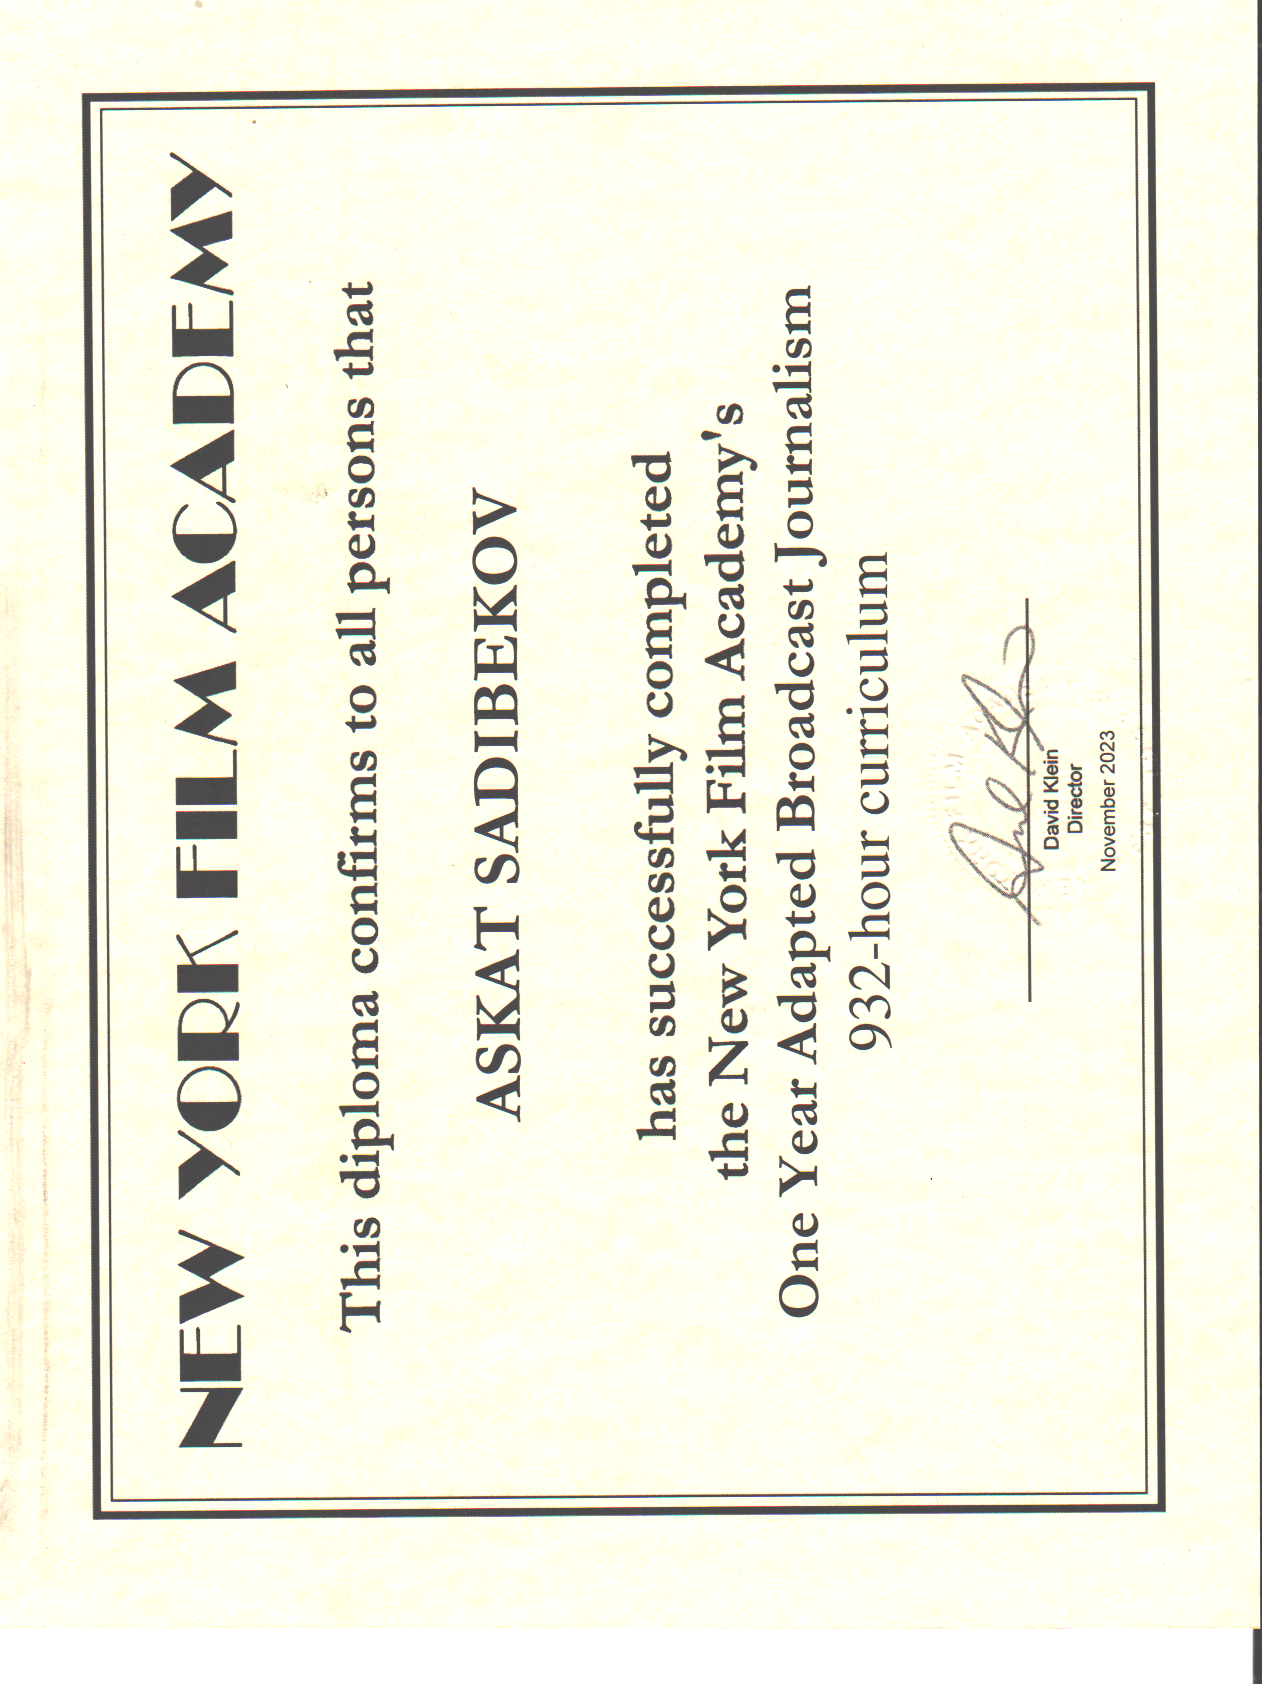 NEW YORK FILM ACADEMY
This diploma confirms to all persons that
ASKAT SADIBEKOV
has successfully completed
the New York Film Academy's
One Year Adapted Broadcast Journalism
932-hour curriculum
David Klein
Director
November 2023